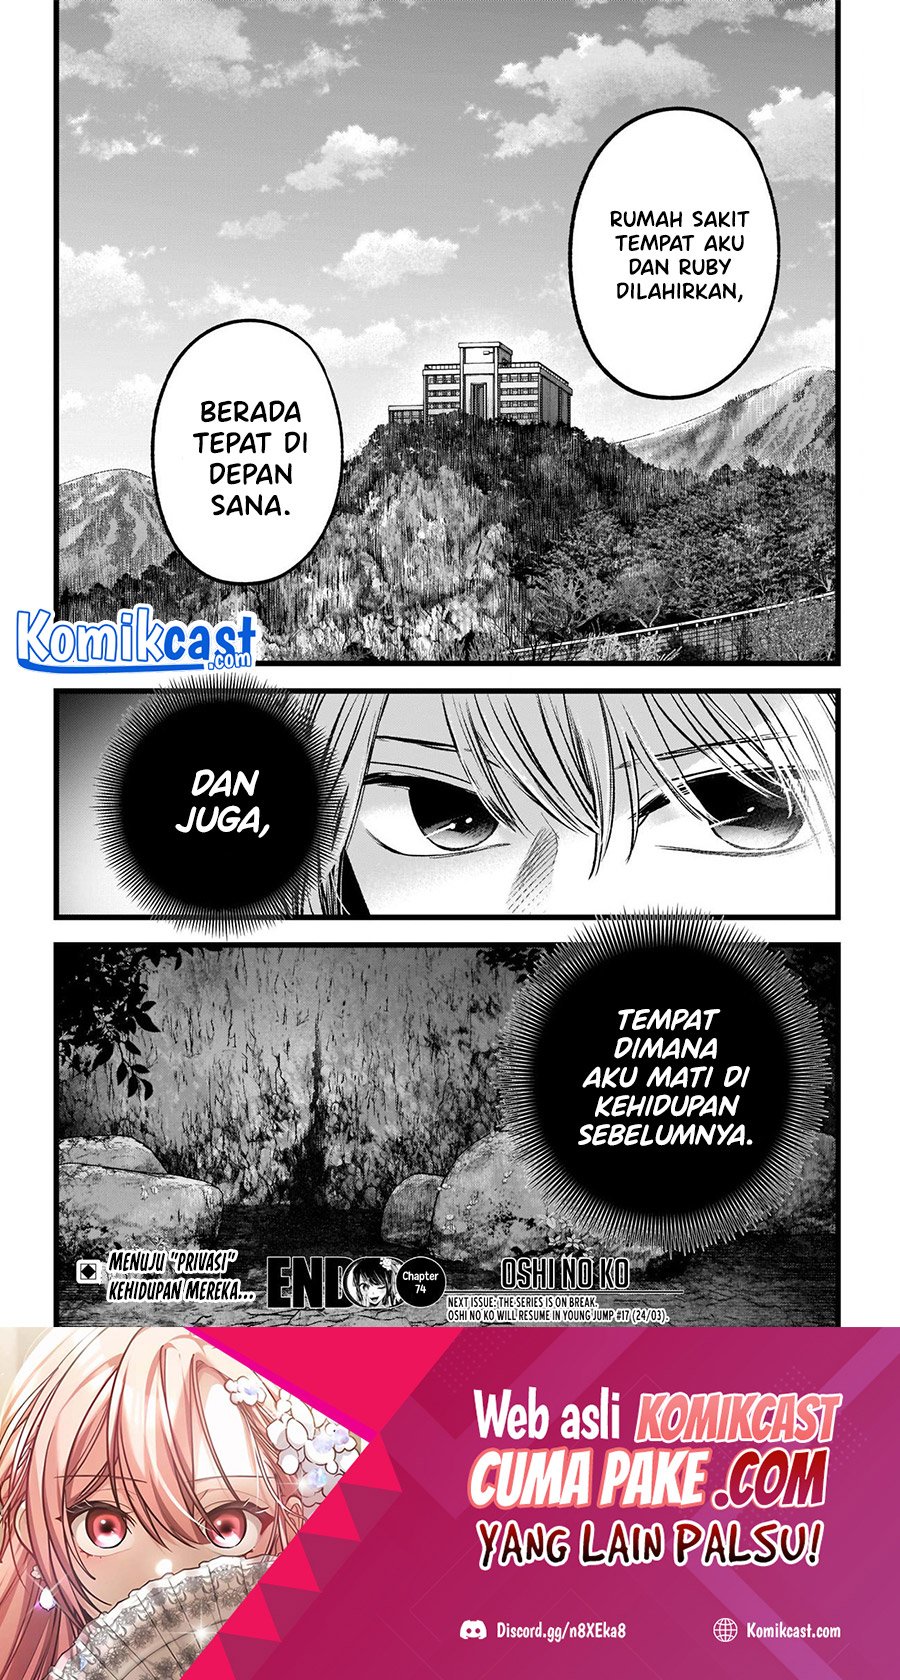 RUMAH SAKIT
TEMPAT AKU
DAN RUBY
DILAHIRKAN,
BERADA
TEPAT DI
DEPAN
SANA.
Komikcast
.com
DAN
JUGA,
TEMPAT
DIMANA
AKU MATI DI
KEHIDUPAN
SEBELUMNYA.
MENUJU "PRIVASI"
KEHIDUPAN MEREKA...
END
Chapter
74
OSHI NO KO
NEXT ISSUE: THE SERIES IS ON BREAK.
OSHI NO KO WILL RESUME IN YOUNG JUMP #17 (24/03).
Web asli KOMIKCAST
CUMA PAKE .COM
YANG LAIN PALSU!
Discord.gg/n8XEka8
Komikcast.com